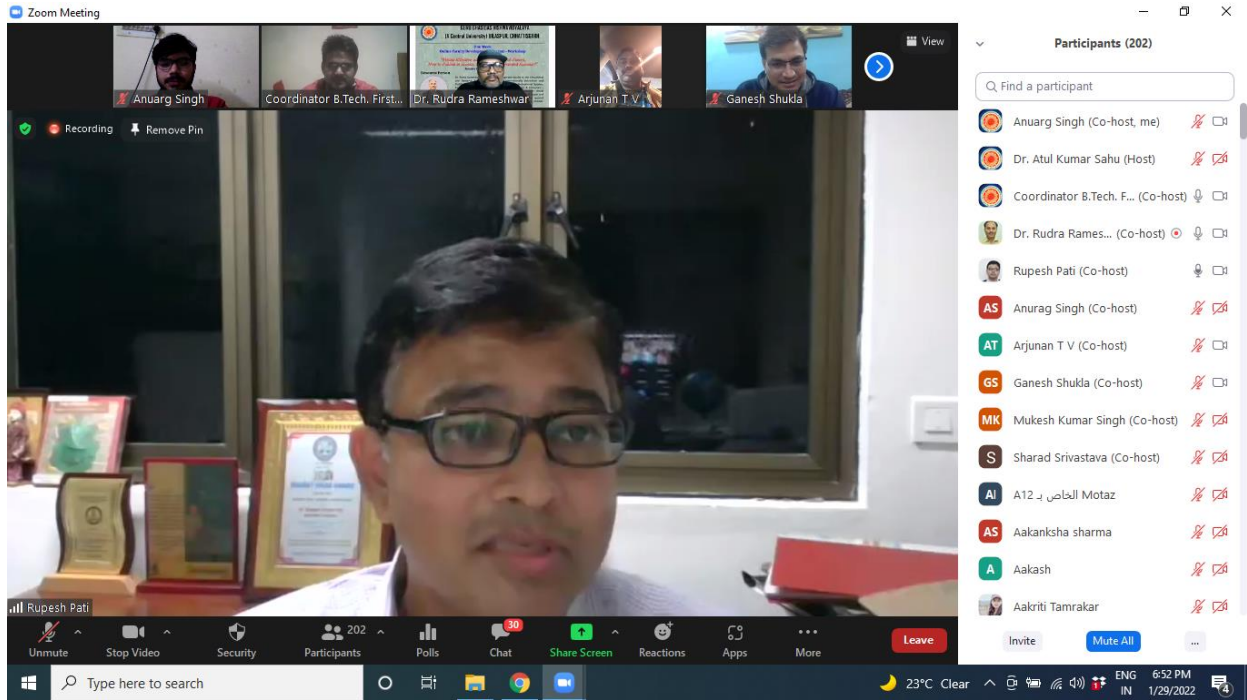 Zoom Meeting
(A Central University) BILASPUR, CHHATTISGARH
View
Anuarg Singh
Coordinator B.Tech. First...
Dr. Rudra Rameshwar
Arjunan T V
Ganesh Shukla
Recording
Remove Pin
Rupesh Pati
Participants (202)
Find a participant
Anuarg Singh (Co-host, me)
Dr. Atul Kumar Sahu (Host)
Coordinator B.Tech. F... (Co-host)
Dr. Rudra Rames... (Co-host)
Rupesh Pati (Co-host)
AS Anurag Singh (Co-host)
AT Arjunan T V (Co-host)
GS Ganesh Shukla (Co-host)
MK Mukesh Kumar Singh (Co-host)
S Sharad Srivastava (Co-host)
AI A12 الخاص بـ Motaz
AS Aakanksha sharma
A Aakash
Aakriti Tamrakar
Unmute
Stop Video
Security
202
Participants
Polls
30
Chat
Share Screen
Reactions
Apps
More
Leave
Invite
Mute All
...
Type here to search
23°C Clear
ENG
IN
6:52 PM
1/29/2022
4